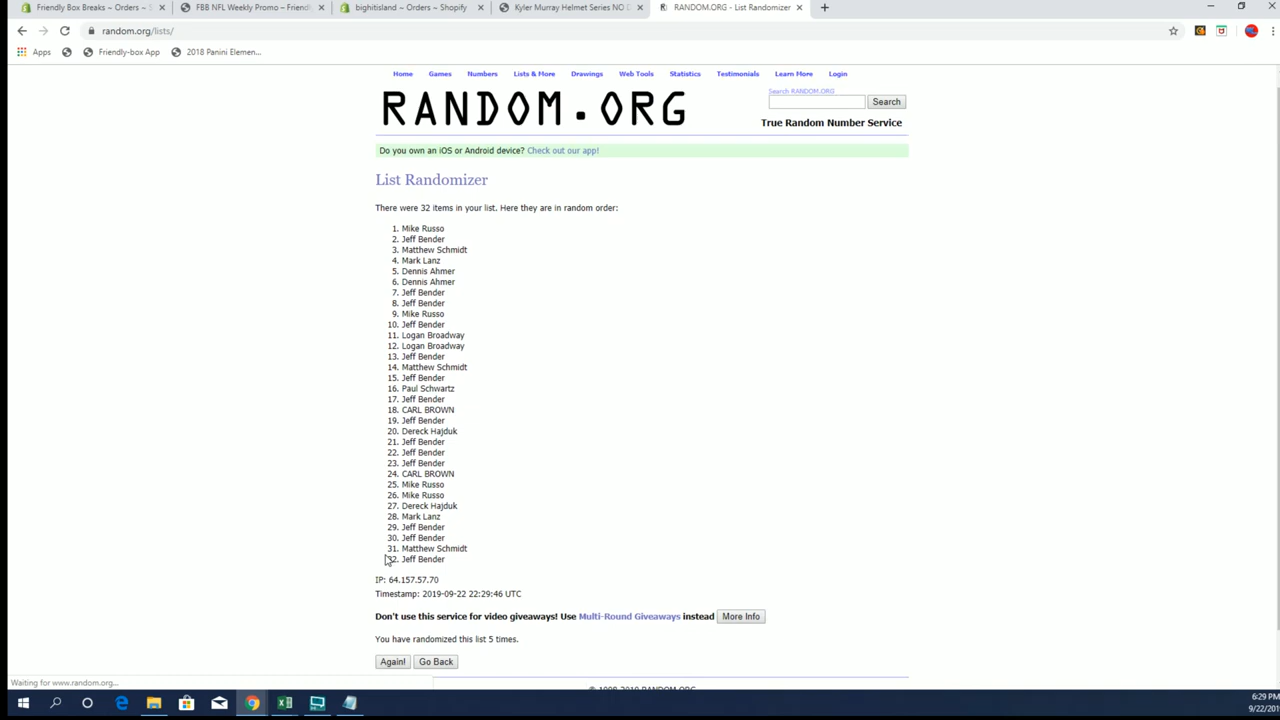 Friendly Box Breaks ~ Orders ~ S
FBB NFL Weekly Promo – Friendl
bighitisland ~ Orders ~ Shopify
Kyler Murray Helmet Series NO D
RANDOM.ORG - List Randomizer
random.org/lists/
Apps
Friendly-box App
2018 Panini Elemen...
Home Games Numbers Lists & More Drawings Web Tools Statistics Testimonials Learn More Login
RANDOM.ORG
Search RANDOM.ORG
Search
True Random Number Service
Do you own an iOS or Android device? Check out our app!
List Randomizer
There were 32 items in your list. Here they are in random order:
1. Mike Russo
2. Jeff Bender
3. Matthew Schmidt
4. Mark Lanz
5. Dennis Ahmer
6. Dennis Ahmer
7. Jeff Bender
8. Jeff Bender
9. Mike Russo
10. Jeff Bender
11. Logan Broadway
12. Logan Broadway
13. Jeff Bender
14. Matthew Schmidt
15. Jeff Bender
16. Paul Schwartz
17. Jeff Bender
18. CARL BROWN
19. Jeff Bender
20. Dereck Hajduk
21. Jeff Bender
22. Jeff Bender
23. Jeff Bender
24. CARL BROWN
25. Mike Russo
26. Mike Russo
27. Dereck Hajduk
28. Mark Lanz
29. Jeff Bender
30. Jeff Bender
31. Matthew Schmidt
32. Jeff Bender
IP: 64.157.57.70
Timestamp: 2019-09-22 22:29:46 UTC
Don't use this service for video giveaways! Use Multi-Round Giveaways instead More Info
You have randomized this list 5 times.
Again! Go Back
Waiting for www.random.org...
6:29 PM
9/22/20